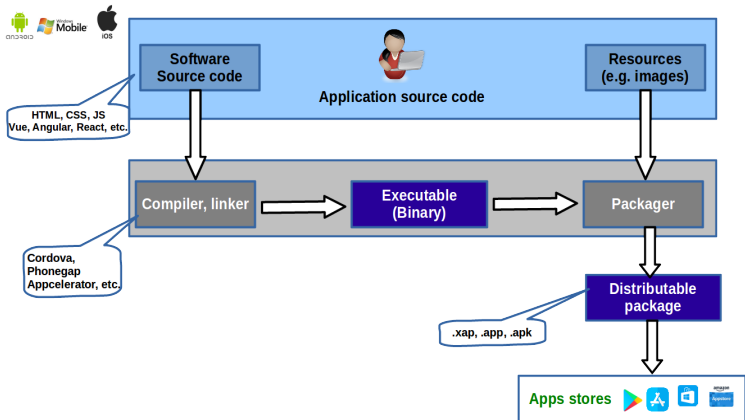 ANDROID
Windows
Mobile
iOS
Software
Source code
Resources
(e.g. images)
Application source code
HTML, CSS, JS
Vue, Angular, React, etc.
Compiler, linker
Executable
(Binary)
Packager
Cordova,
Phonegap
Appcelerator, etc.
Distributable
package
.xap, .app, .apk
Apps stores
amazon